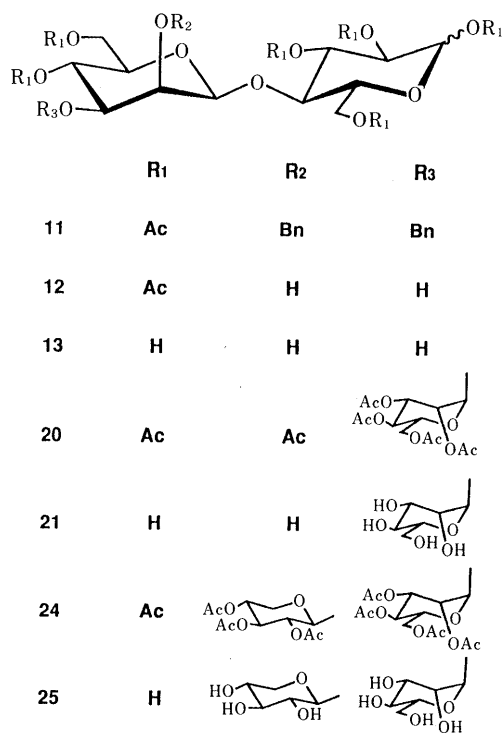 OR₂
R₁O
O
R₁O
OR₁
OR₁
R₁O
R₁O
O
O
R₃O
OR₁
R₁ R₂ R₃
11 Ac Bn Bn
12 Ac H H
13 H H H
20 Ac Ac
AcO
AcO
O
OAc
OAc
21 H H
HO
HO
O
OH
OH
24 Ac
AcO
O
AcO
OAc
AcO
AcO
O
OAc
OAc
25 H
HO
O
HO
OH
HO
HO
O
OH
OH